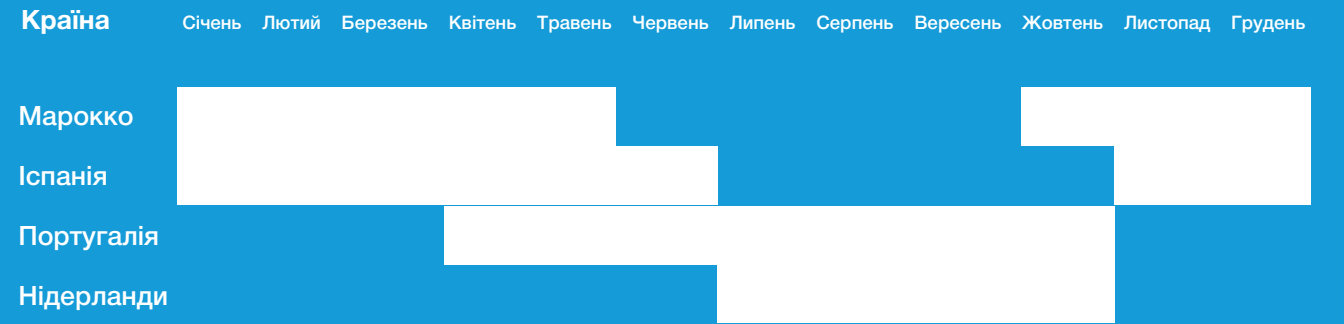 Країна Січень Лютий Березень Квітень Травень Червень Липень Серпень Вересень Жовтень Листопад Грудень
Марокко
Іспанія
Португалія
Нідерланди